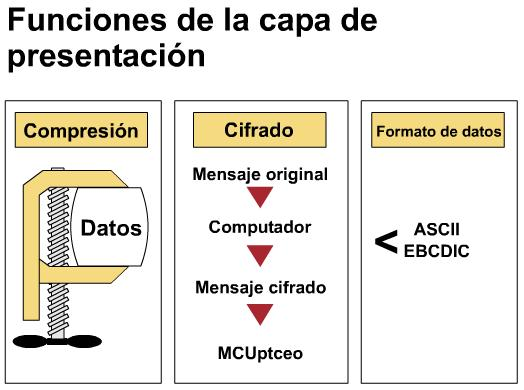 Funciones de la capa de
presentación
Compresión
Datos
Cifrado
Mensaje original
Computador
Mensaje cifrado
MCUptceo
Formato de datos
< ASCII
EBCDIC